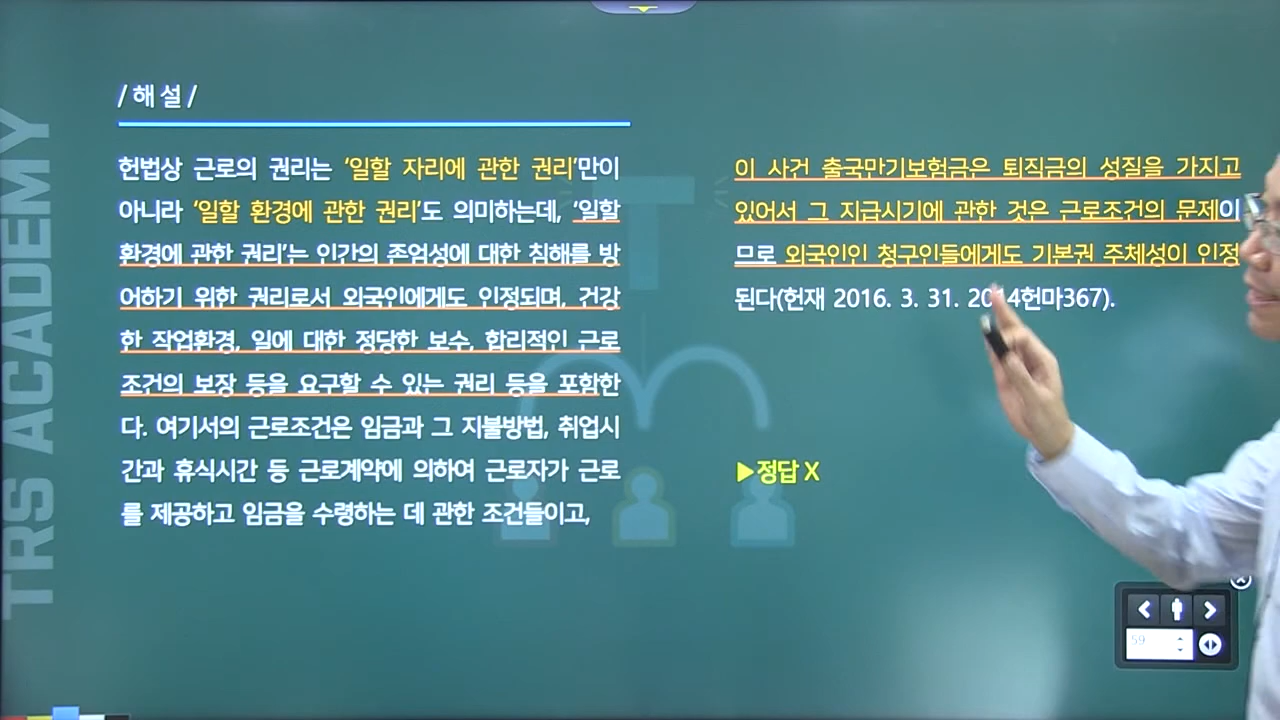 / 해 설 /
헌법상 근로의 권리는 ‘일할 자리에 관한 권리’만이
아니라 ‘일할 환경에 관한 권리’도 의미하는데, ‘일할
환경에 관한 권리’는 인간의 존엄성에 대한 침해를 방
어하기 위한 권리로서 외국인에게도 인정되며, 건강
한 작업환경, 일에 대한 정당한 보수, 합리적인 근로
조건의 보장 등을 요구할 수 있는 권리 등을 포함한
다. 여기서의 근로조건은 임금과 그 지불방법, 취업시
간과 휴식시간 등 근로계약에 의하여 근로자가 근로
를 제공하고 임금을 수령하는 데 관한 조건들이고,
이 사건 출국만기보험금은 퇴직금의 성질을 가지고
있어서 그 지급시기에 관한 것은 근로조건의 문제이
므로 외국인인 청구인들에게도 기본권 주체성이 인정
된다(헌재 2016. 3. 31. 2014헌마367).
▶정답 X
TRS ACADEMY
59